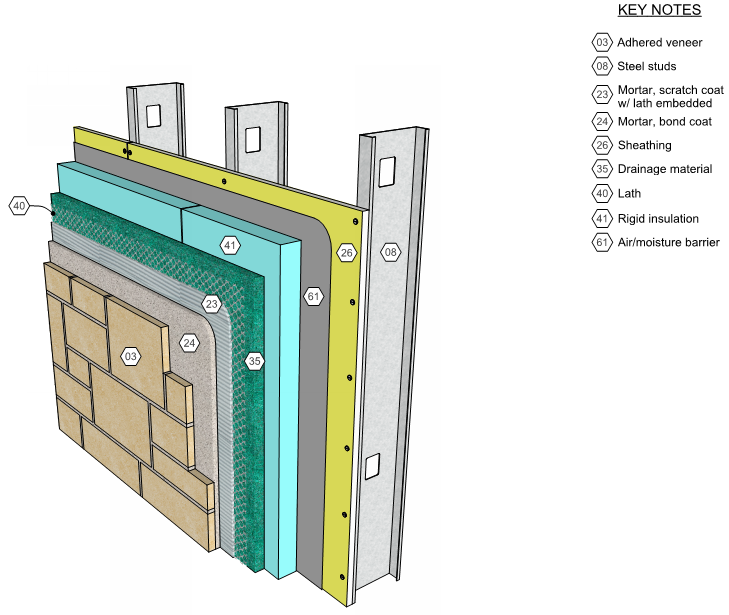 KEY NOTES
03 Adhered veneer
08 Steel studs
23 Mortar, scratch coat
w/ lath embedded
24 Mortar, bond coat
26 Sheathing
35 Drainage material
40 Lath
41 Rigid insulation
61 Air/moisture barrier
40
41
26
08
61
23
24
03
35